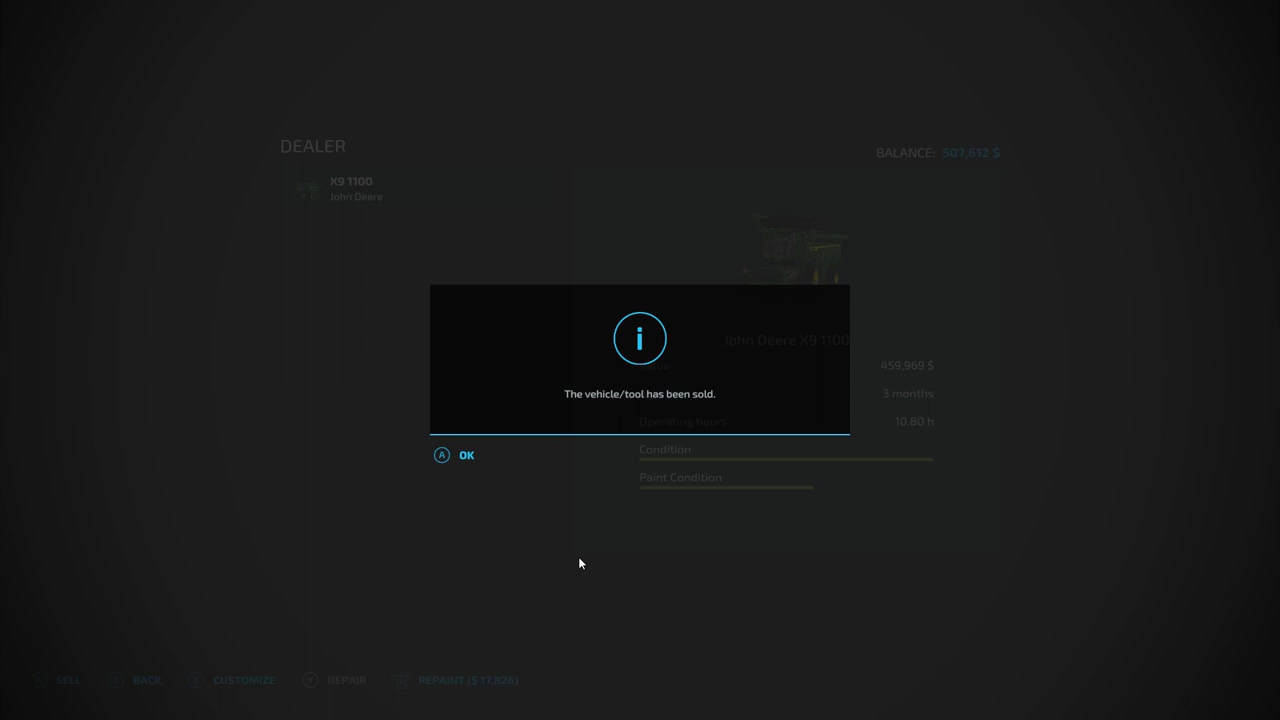 DEALER
BALANCE: 507,612 $
X9 1100
John Deere
i
John Deere X9 1100
Value 459,969 $
The vehicle/tool has been sold.
3 months
Operating hours 10.80 h
A OK
Condition
Paint Condition
SELL BACK CUSTOMIZE Y REPAIR REPAINT ($ 17,826)